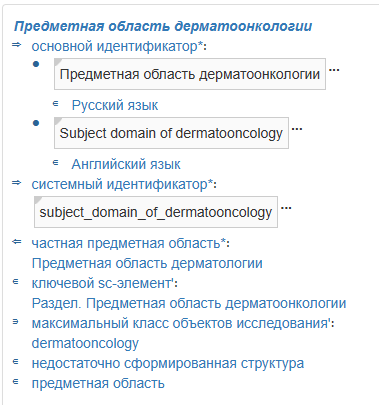 Предметная область дерматоонкологии
⇒ основной идентификатор*:
• Предметная область дерматоонкологии ...
∈ Русский язык
• Subject domain of dermatooncology ...
∈ Английский язык
⇒ системный идентификатор*:
subject_domain_of_dermatooncology ...
⇐ частная предметная область*:
Предметная область дерматологии
∈ ключевой sc-элемент':
Раздел. Предметная область дерматоонкологии
∋ максимальный класс объектов исследования':
dermatooncology
∈ недостаточно сформированная структура
∈ предметная область